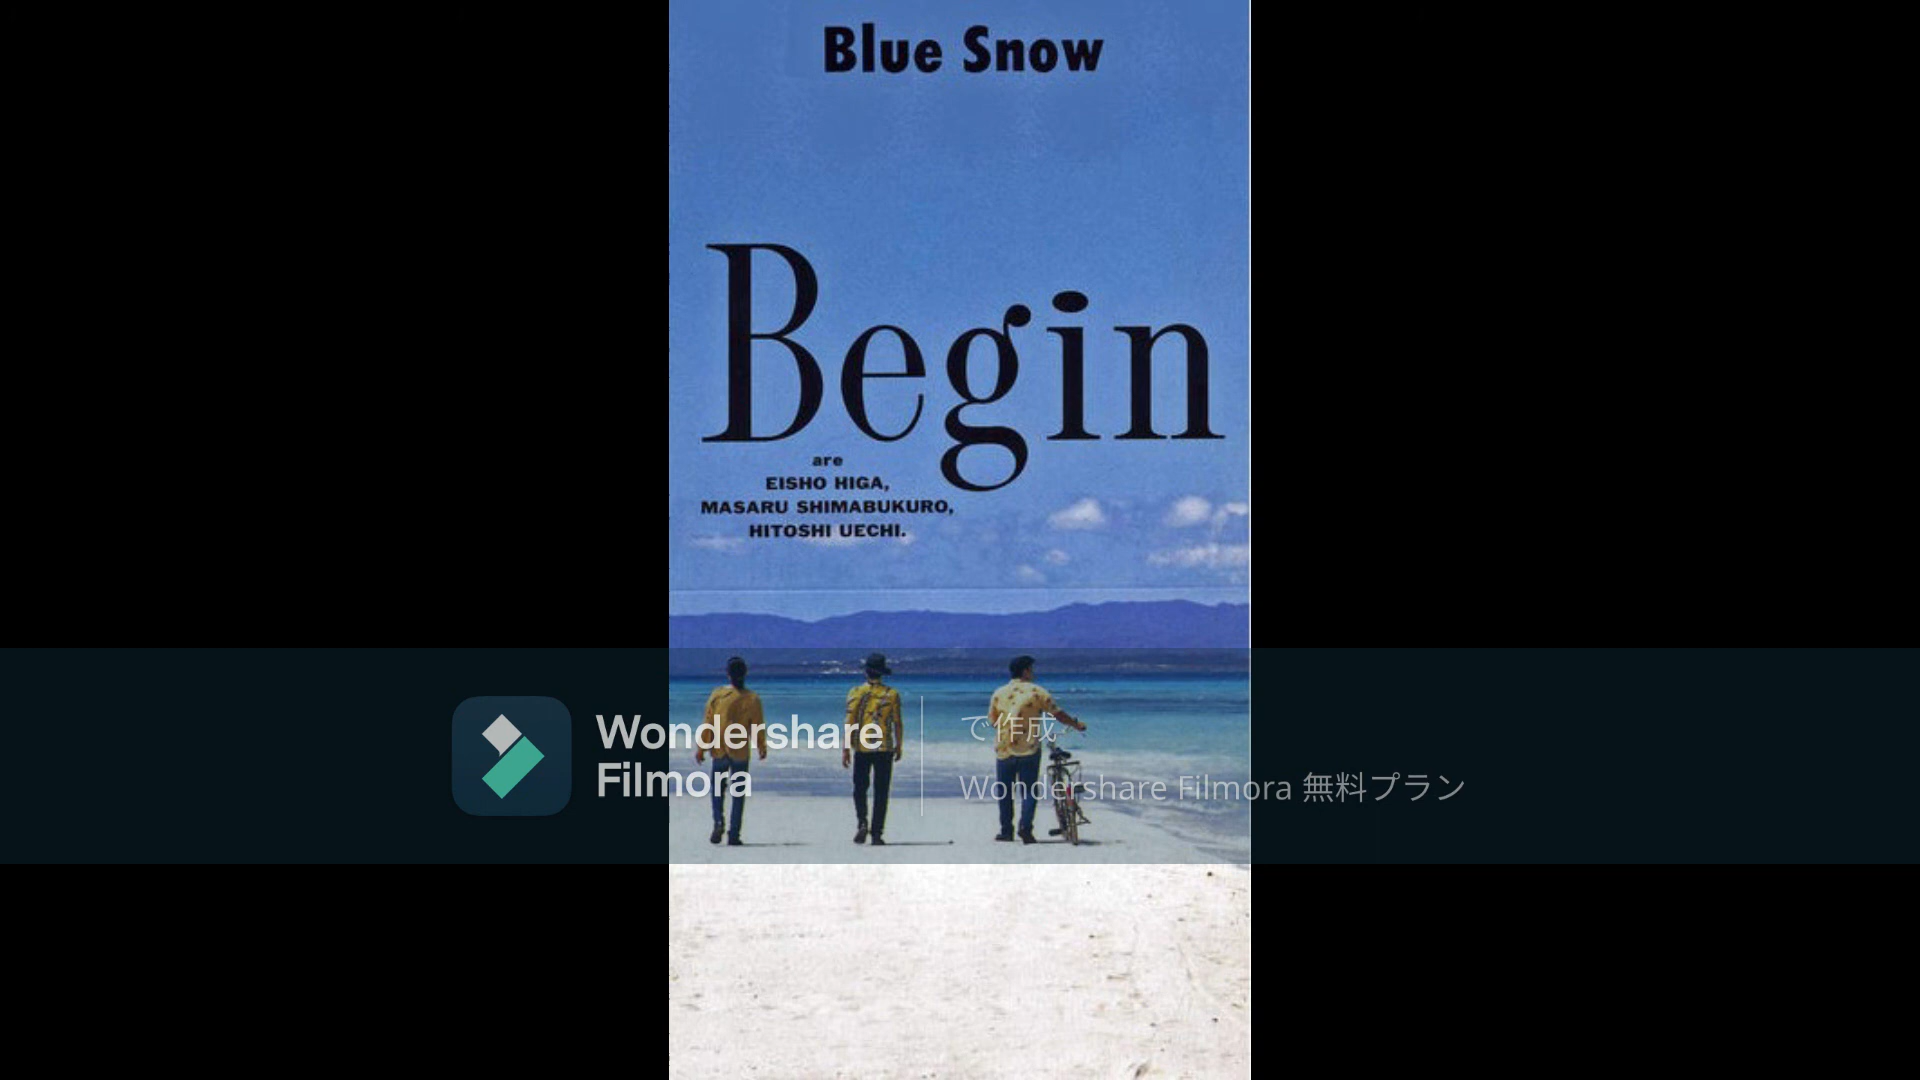 Blue Snow
Begin
are
EISHO HIGA,
MASARU SHIMABUKURO,
HITOSHI UECHI.
Wondershare
Filmora
で作成
Wondershare Filmora 無料プラン